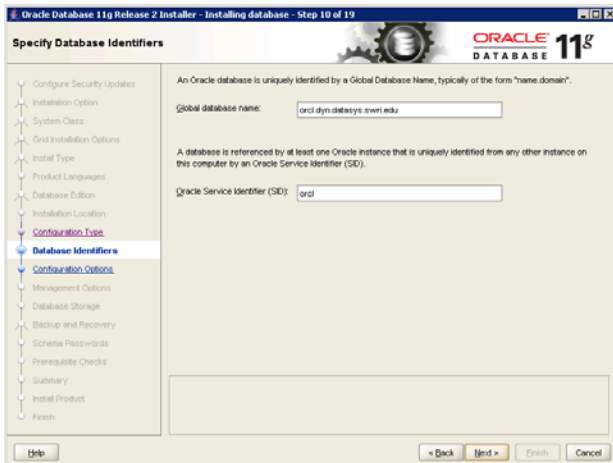 Oracle Database 11g Release 2 Installer - Installing database - Step 10 of 19
Specify Database Identifiers
ORACLE
DATABASE
11g
Configure Security Updates
Installation Option
System Class
Grid Installation Options
Install Type
Product Languages
Database Edition
Installation Location
Configuration Type
Database Identifiers
Configuration Options
Management Options
Database Storage
Backup and Recovery
Schema Passwords
Prerequisite Checks
Summary
Install Product
Finish
An Oracle database is uniquely identified by a Global Database Name, typically of the form "name.domain".
Global database name:
orcl.dyn.datasys.swri.edu
A database is referenced by at least one Oracle instance that is uniquely identified from any other instance on
this computer by an Oracle Service Identifier (SID).
Oracle Service Identifier (SID):
orcl
Help
< Back
Next >
Finish
Cancel